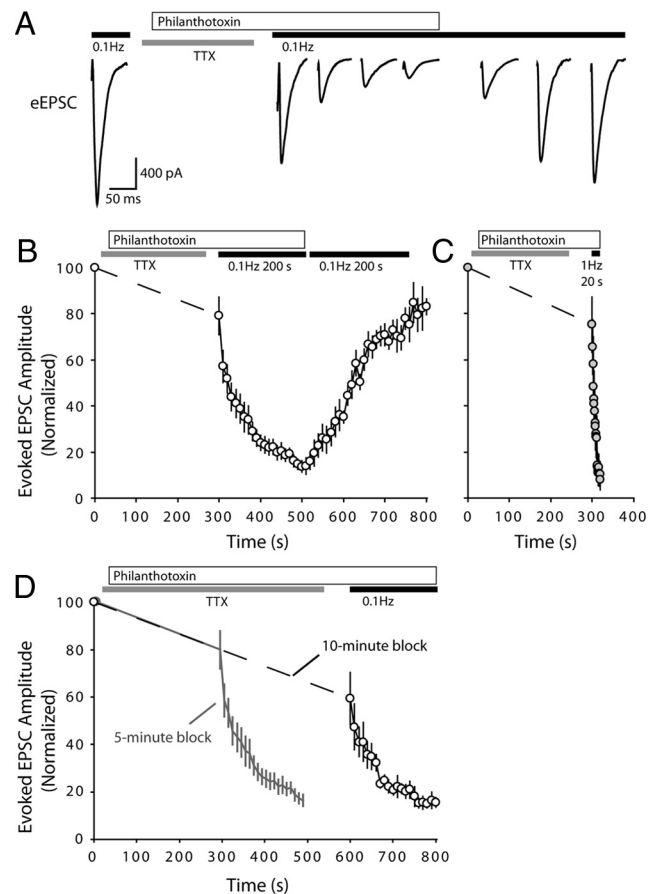 A
Philanthotoxin
0.1Hz
0.1Hz
TTX
eEPSC
400 pA
50 ms
B
Philanthotoxin
TTX
0.1Hz 200 s
0.1Hz 200 s
Evoked EPSC Amplitude
(Normalized)
100
80
60
40
20
0
0 100 200 300 400 500 600 700 800
Time (s)
C
Philanthotoxin
TTX
1Hz
20 s
0 100 200 300 400
Time (s)
D
Philanthotoxin
TTX
0.1Hz
Evoked EPSC Amplitude
(Normalized)
100
80
60
40
20
0
10-minute block
5-minute block
0 100 200 300 400 500 600 700 800
Time (s)